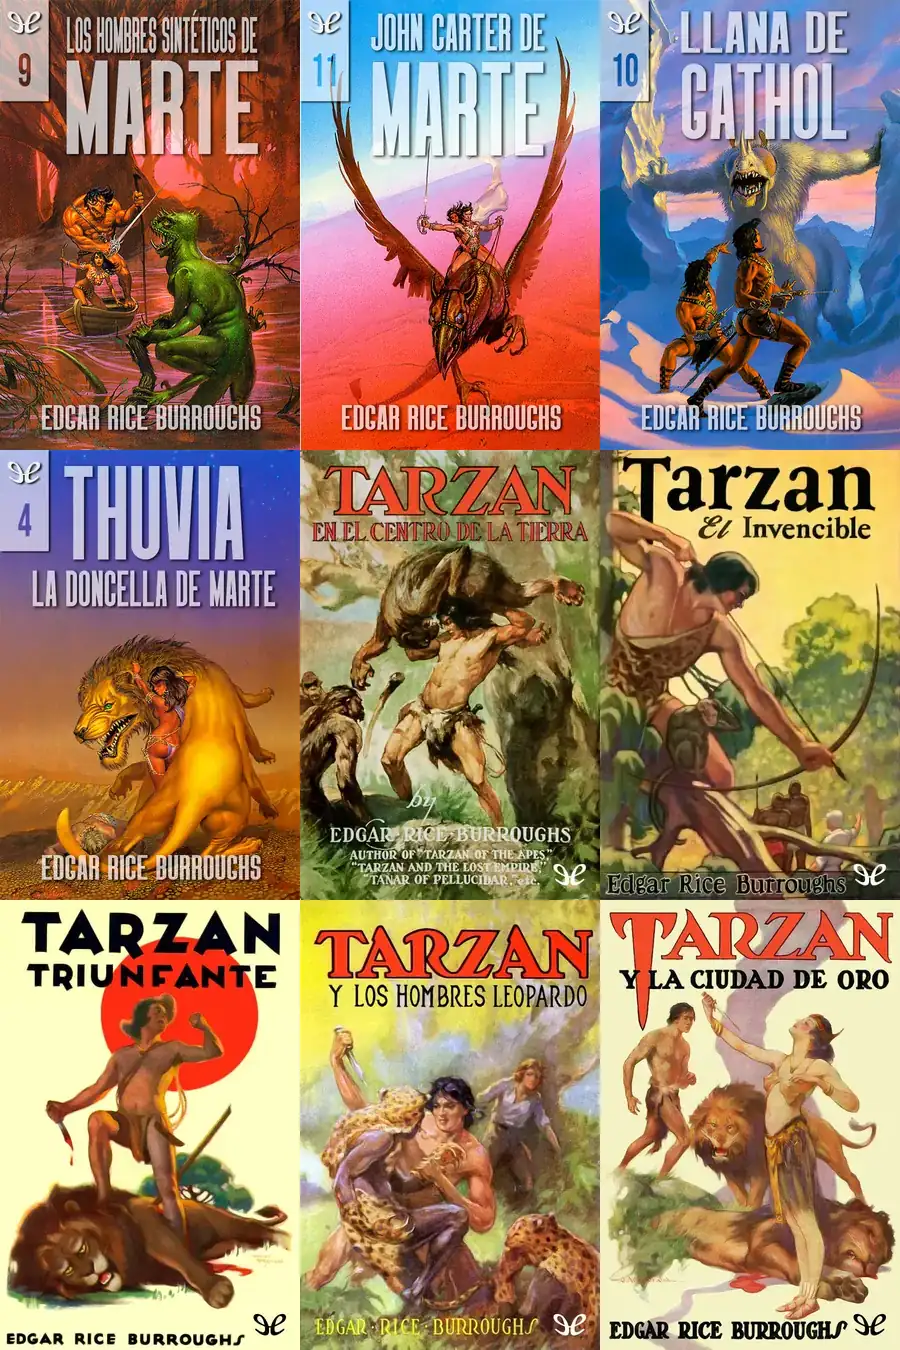 9
LOS HOMBRES SINTÉTICOS DE
MARTE
EDGAR RICE BURROUGHS
11
JOHN CARTER DE
MARTE
EDGAR RICE BURROUGHS
10
LLANA DE
GATHOL
EDGAR RICE BURROUGHS
4
THUVIA
LA DONCELLA DE MARTE
EDGAR RICE BURROUGHS
TARZAN
EN EL CENTRO DE LA TIERRA
by
EDGAR·RICE·BURROUGHS
AUTHOR OF "TARZAN OF THE APES,"
"TARZAN AND THE LOST EMPIRE,"
"TANAR OF PELLUCIDAR," etc.
Tarzan
El Invencible
Edgar Rice Burroughs
TARZAN
TRIUNFANTE
EDGAR RICE BURROUGHS
TARZAN
Y LOS HOMBRES LEOPARDO
EDGAR·RICE·BURROUGHS
TARZAN
Y LA CIUDAD DE ORO
EDGAR RICE BURROUGHS